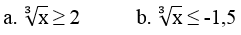 a. ∛x ≥ 2 b. ∛x ≤ -1,5